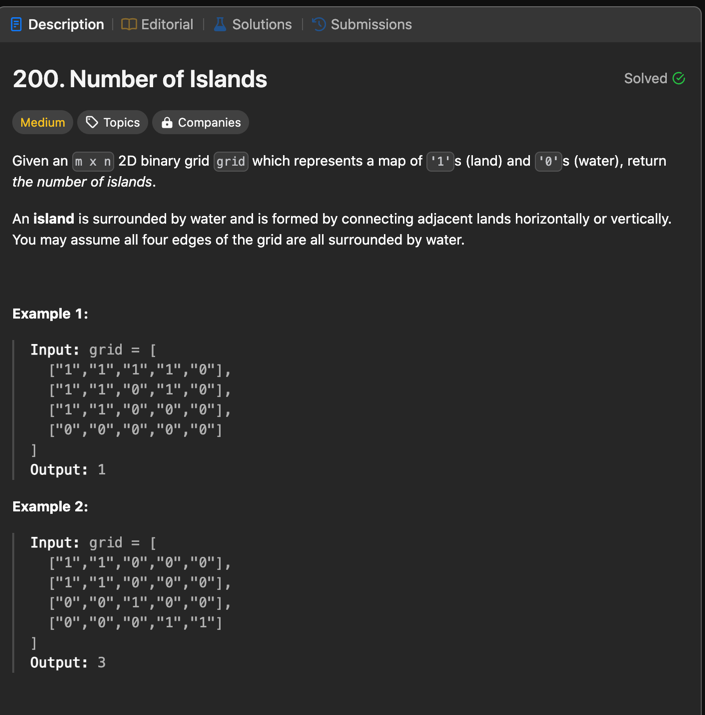 Description | Editorial | Solutions | Submissions
200. Number of Islands
Solved
Medium Topics Companies
Given an m x n 2D binary grid grid which represents a map of '1's (land) and '0's (water), return
the number of islands.
An island is surrounded by water and is formed by connecting adjacent lands horizontally or vertically.
You may assume all four edges of the grid are all surrounded by water.
Example 1:
Input: grid = [
["1","1","1","1","0"],
["1","1","0","1","0"],
["1","1","0","0","0"],
["0","0","0","0","0"]
]
Output: 1
Example 2:
Input: grid = [
["1","1","0","0","0"],
["1","1","0","0","0"],
["0","0","1","0","0"],
["0","0","0","1","1"]
]
Output: 3